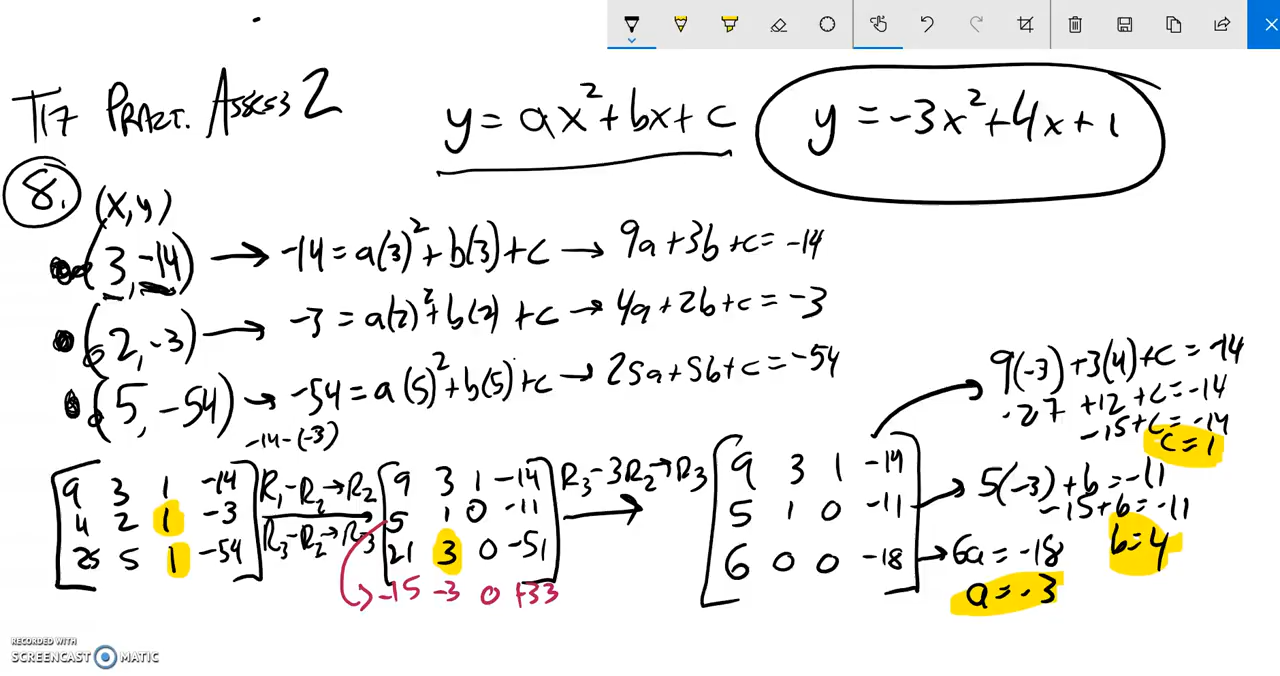 T17 PRACT. ASSESS 2
y = ax² + bx + c
y = -3x² + 4x + 1
8.
(x, y)
(3, -14) → -14 = a(3)² + b(3) + c → 9a + 3b + c = -14
(2, -3) → -3 = a(2)² + b(2) + c → 4a + 2b + c = -3
(5, -54) → -54 = a(5)² + b(5) + c → 25a + 5b + c = -54
-14-(-3)
9 3 1 -14
4 2 1 -3
25 5 1 -54
R₁ - R₂ → R₂
R₃ - R₂ → R₃
9 3 1 -14
5 1 0 -11
21 3 0 -51
-15 -3 0 +33
R₃ - 3R₂ → R₃
9 3 1 -14
5 1 0 -11
6 0 0 -18
9(-3) + 3(4) + c = -14
-27 + 12 + c = -14
-15 + c = -14
c = 1
5(-3) + b = -11
-15 + b = -11
b = 4
6a = -18
a = -3
RECORDED WITH
SCREENCAST MATIC